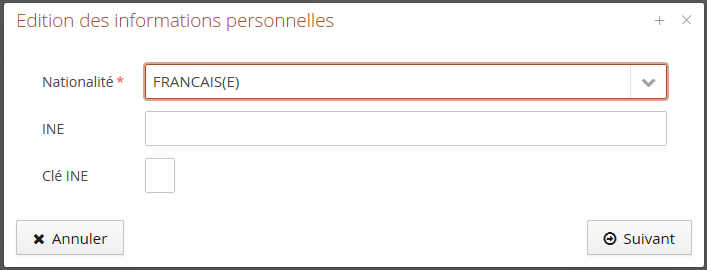 Edition des informations personnelles
Nationalité *
FRANCAIS(E)
INE
Clé INE
Annuler
Suivant